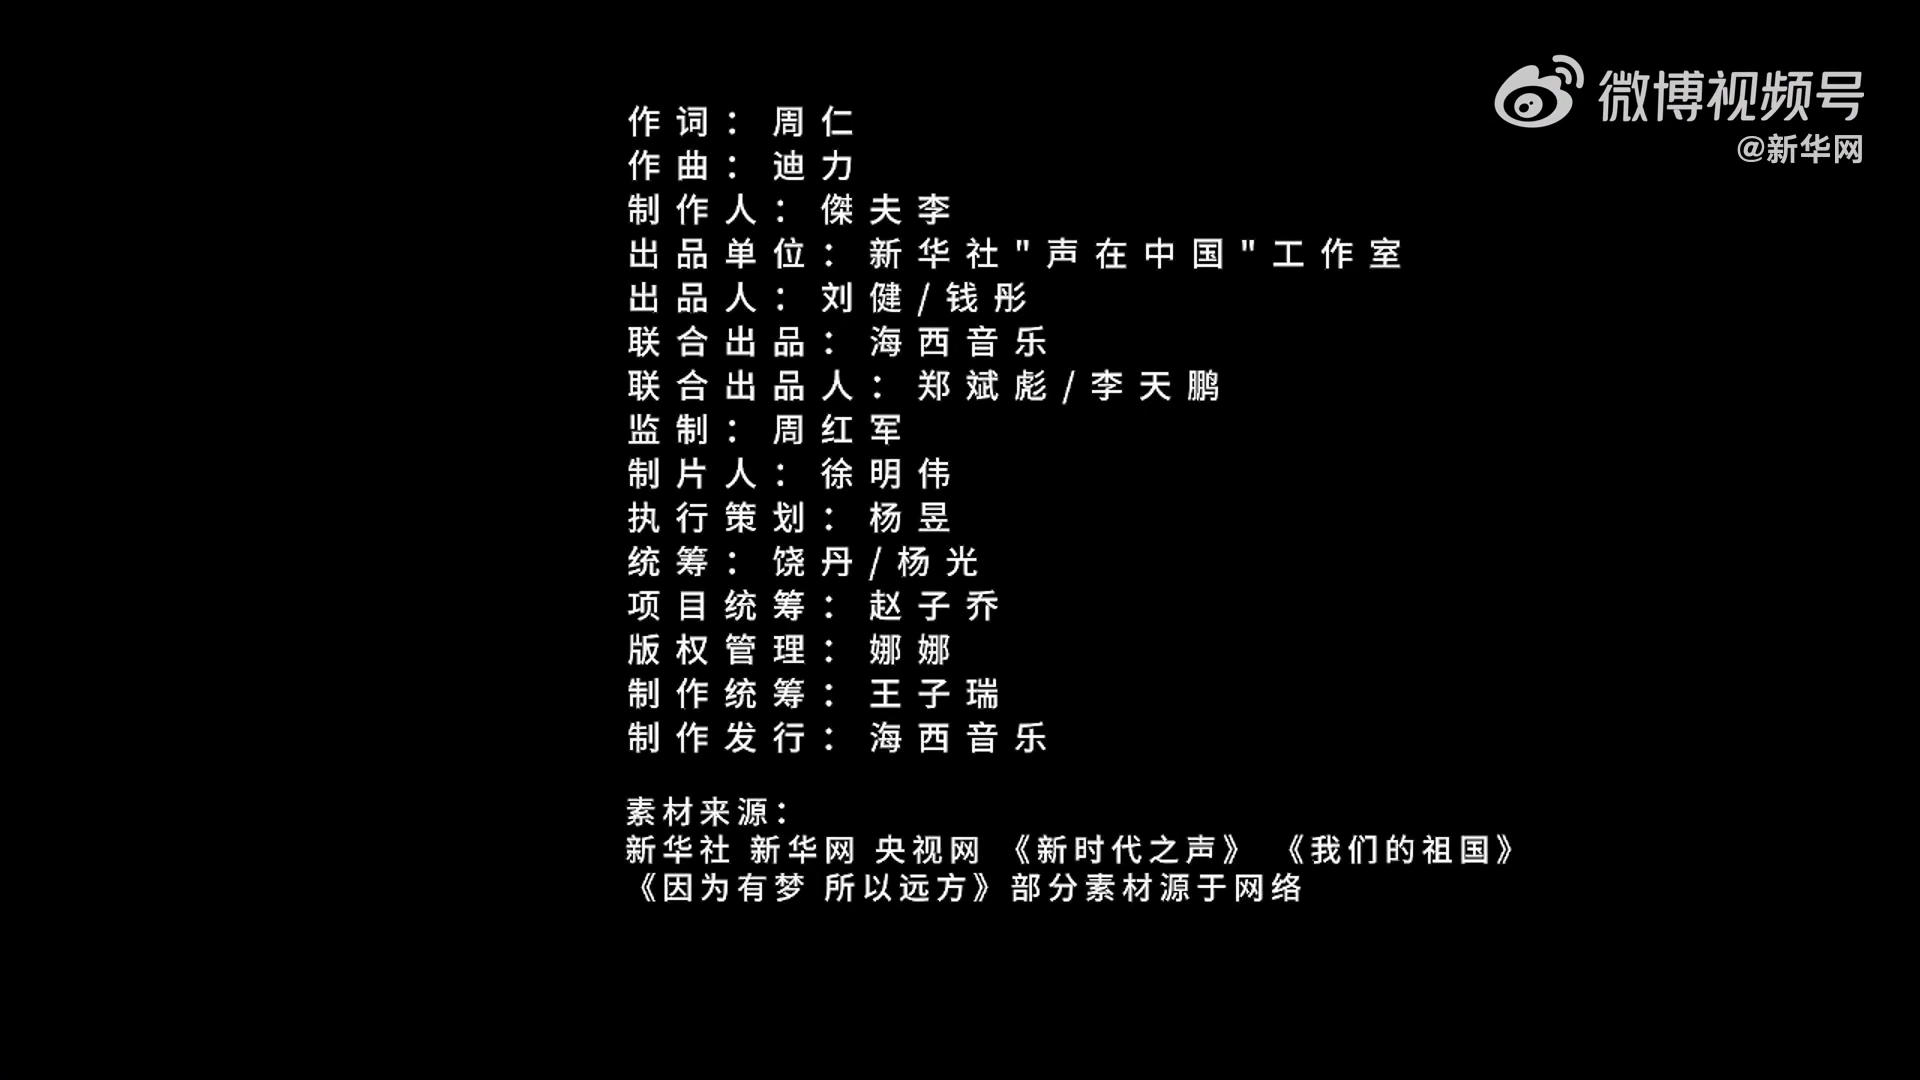 微博视频号
@新华网
作词：周仁
作曲：迪力
制作人：傑夫李
出品单位：新华社"声在中国"工作室
出品人：刘健/钱彤
联合出品：海西音乐
联合出品人：郑斌彪/李天鹏
监制：周红军
制片人：徐明伟
执行策划：杨昱
统筹：饶丹/杨光
项目统筹：赵子乔
版权管理：娜娜
制作统筹：王子瑞
制作发行：海西音乐
素材来源：
新华社 新华网 央视网 《新时代之声》 《我们的祖国》
《因为有梦 所以远方》部分素材源于网络